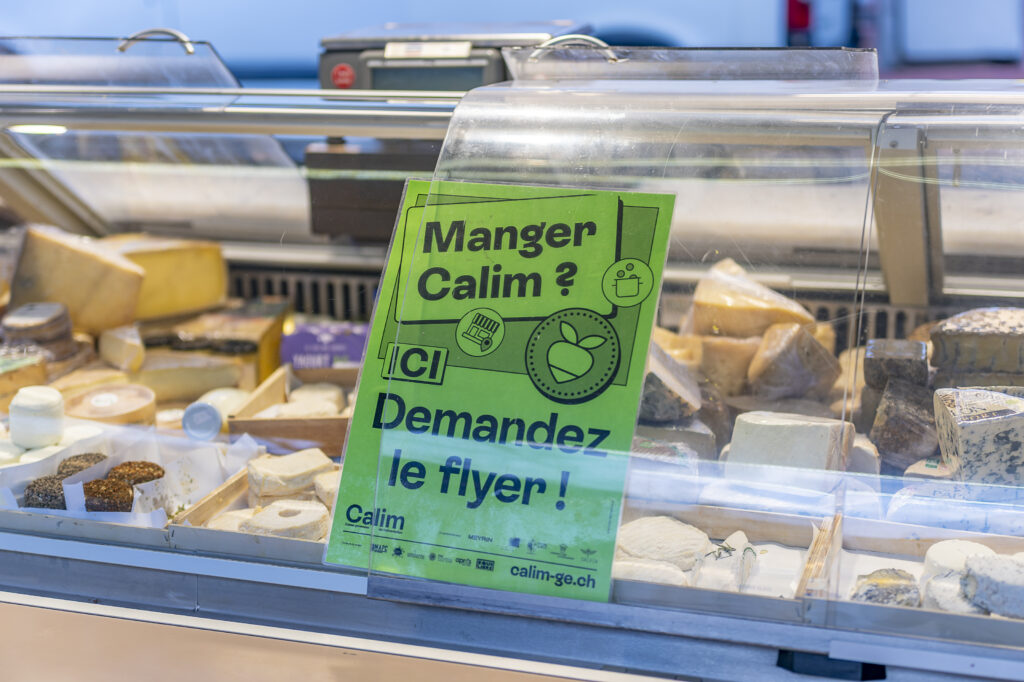 Manger
Calim ?
ICI
Demandez
le flyer !
Calim
MEYRIN
calim-ge.ch